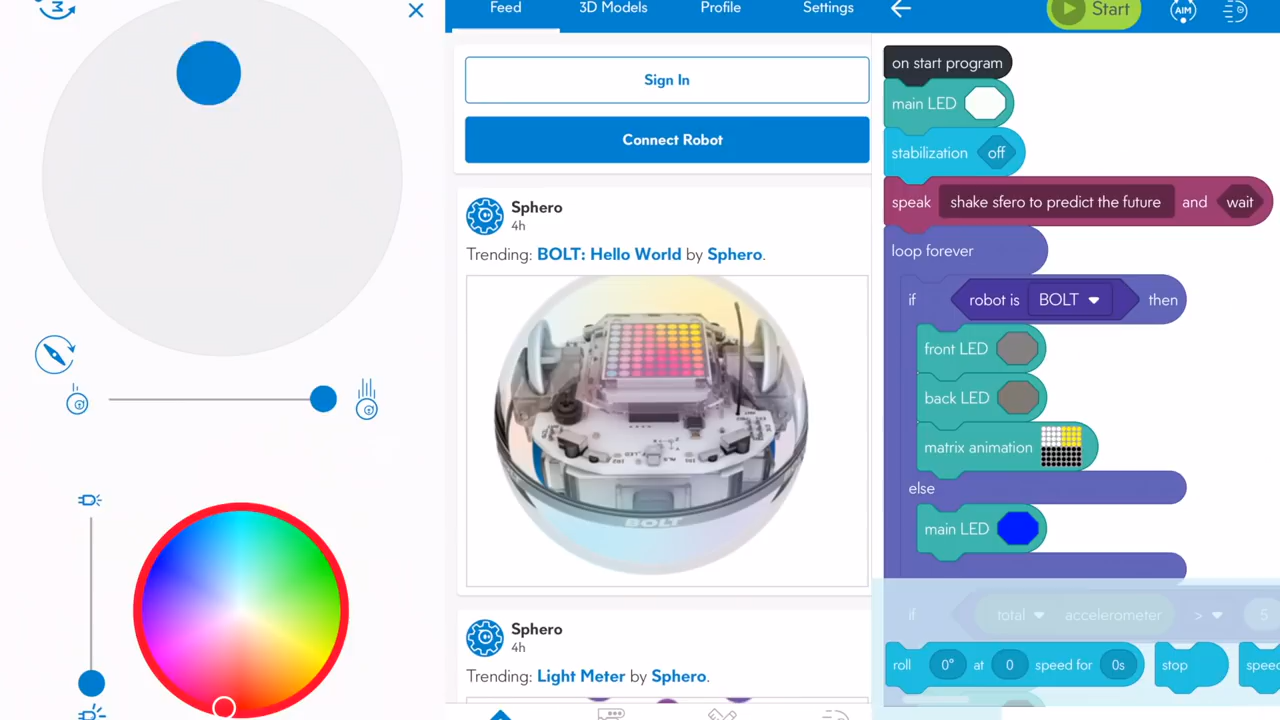 Feed 3D Models Profile Settings
Sign In
Connect Robot
Sphero
4h
Trending: BOLT: Hello World by Sphero.
BOLT
Sphero
4h
Trending: Light Meter by Sphero.
Start
AIM
on start program
main LED
stabilization off
speak shake sfero to predict the future and wait
loop forever
if robot is BOLT then
front LED
back LED
matrix animation
else
main LED
if total accelerometer > 5
roll 0° at 0 speed for 0s stop speed